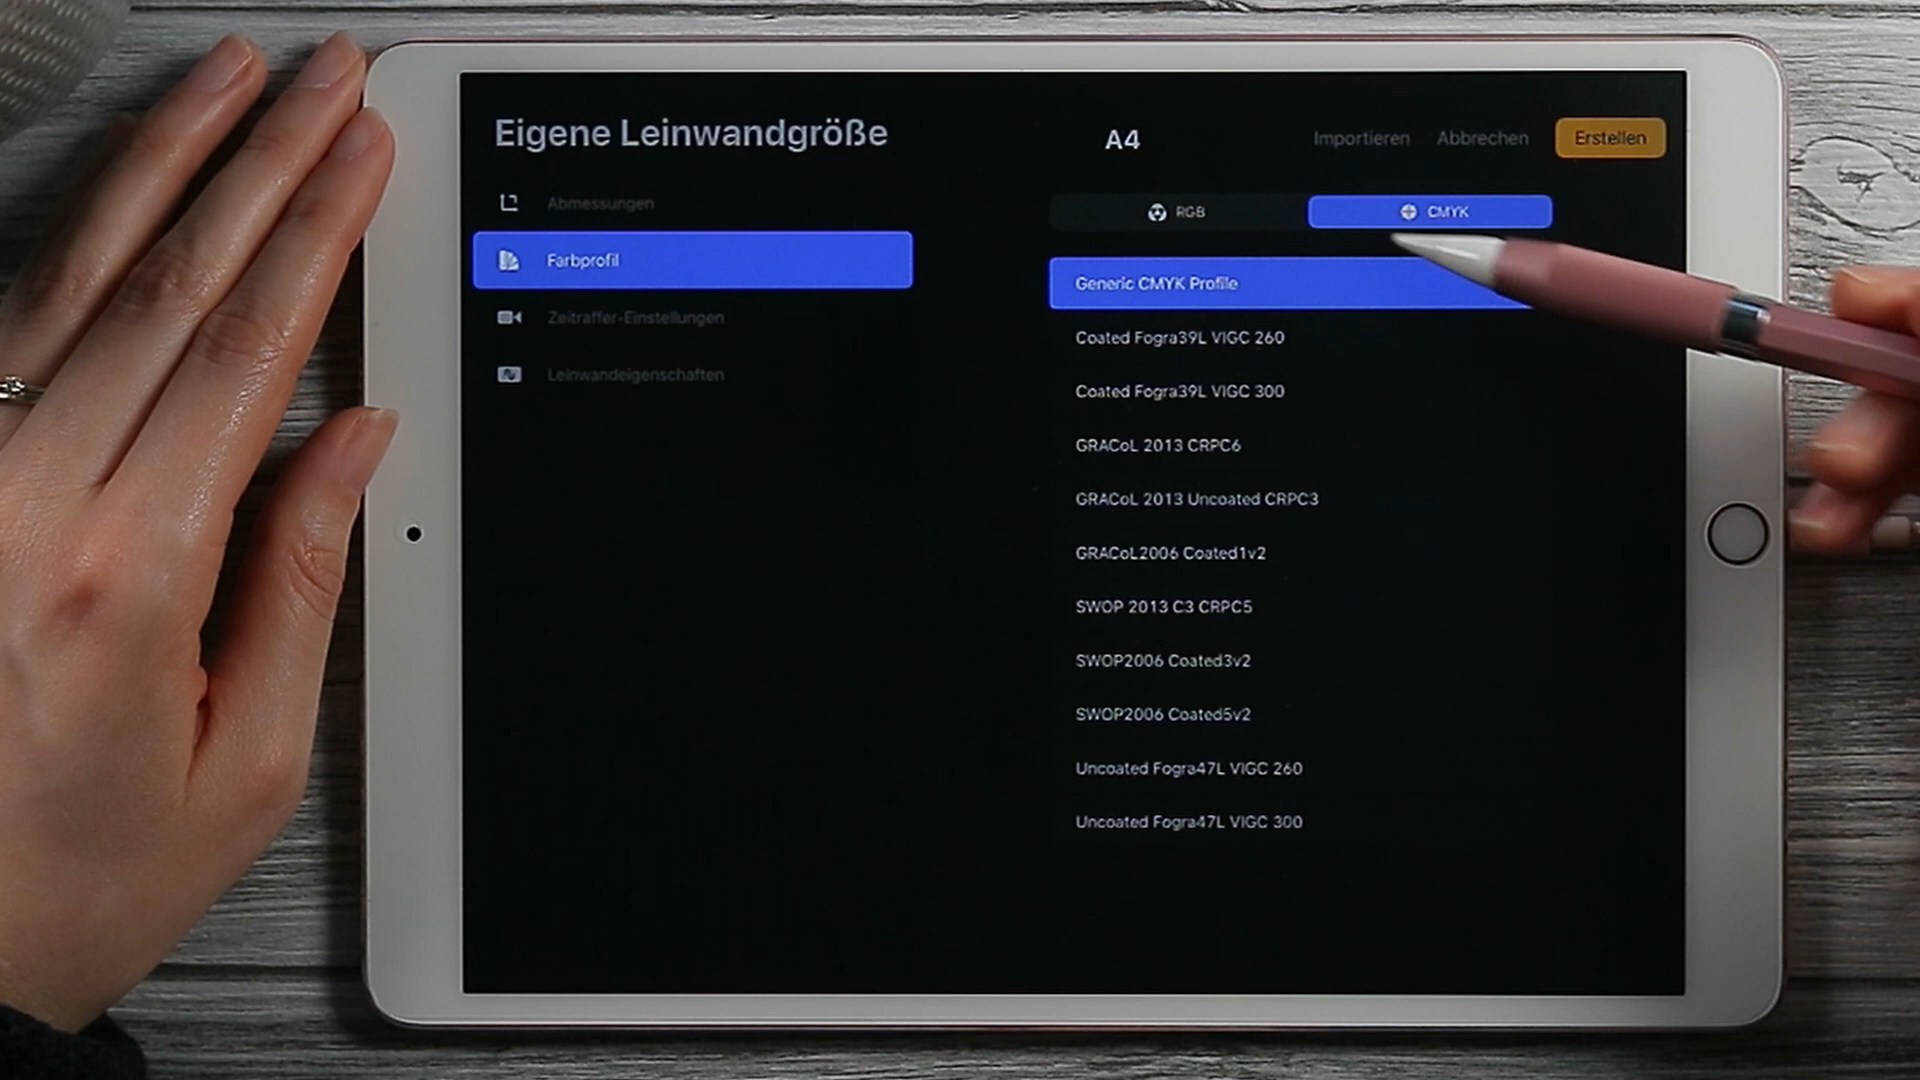 Eigene Leinwandgröße
A4
Importieren
Abbrechen
Erstellen
Abmessungen
Farbprofil
Zeitraffer-Einstellungen
Leinwandeigenschaften
RGB
CMYK
Generic CMYK Profile
Coated Fogra39L VIGC 260
Coated Fogra39L VIGC 300
GRACoL 2013 CRPC6
GRACoL 2013 Uncoated CRPC3
GRACoL2006 Coated1v2
SWOP 2013 C3 CRPC5
SWOP2006 Coated3v2
SWOP2006 Coated5v2
Uncoated Fogra47L VIGC 260
Uncoated Fogra47L VIGC 300